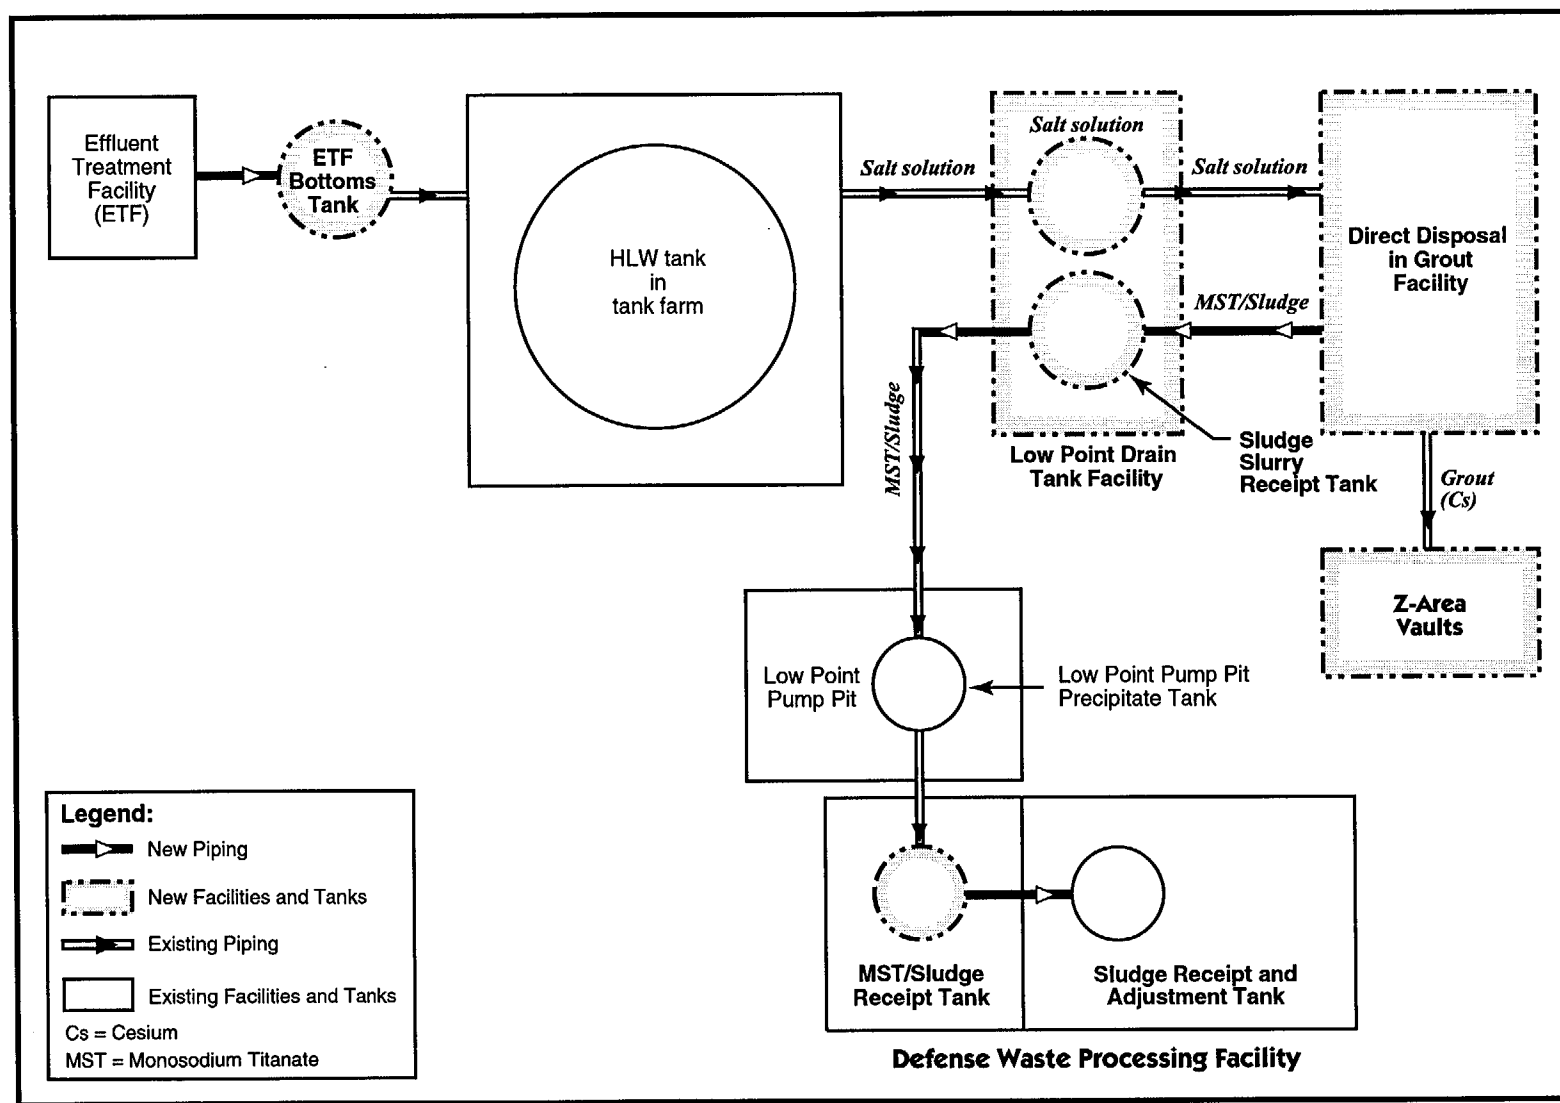 Effluent
Treatment
Facility
(ETF)
ETF
Bottoms
Tank
HLW tank
in
tank farm
Salt solution
Salt solution
Salt solution
Direct Disposal
in Grout
Facility
MST/Sludge
MST/Sludge
Low Point Drain
Tank Facility
Sludge
Slurry
Receipt Tank
Grout
(Cs)
Z-Area
Vaults
Low Point
Pump Pit
Low Point Pump Pit
Precipitate Tank
MST/Sludge
Receipt Tank
Sludge Receipt and
Adjustment Tank
Defense Waste Processing Facility
Legend:
New Piping
New Facilities and Tanks
Existing Piping
Existing Facilities and Tanks
Cs = Cesium
MST = Monosodium Titanate